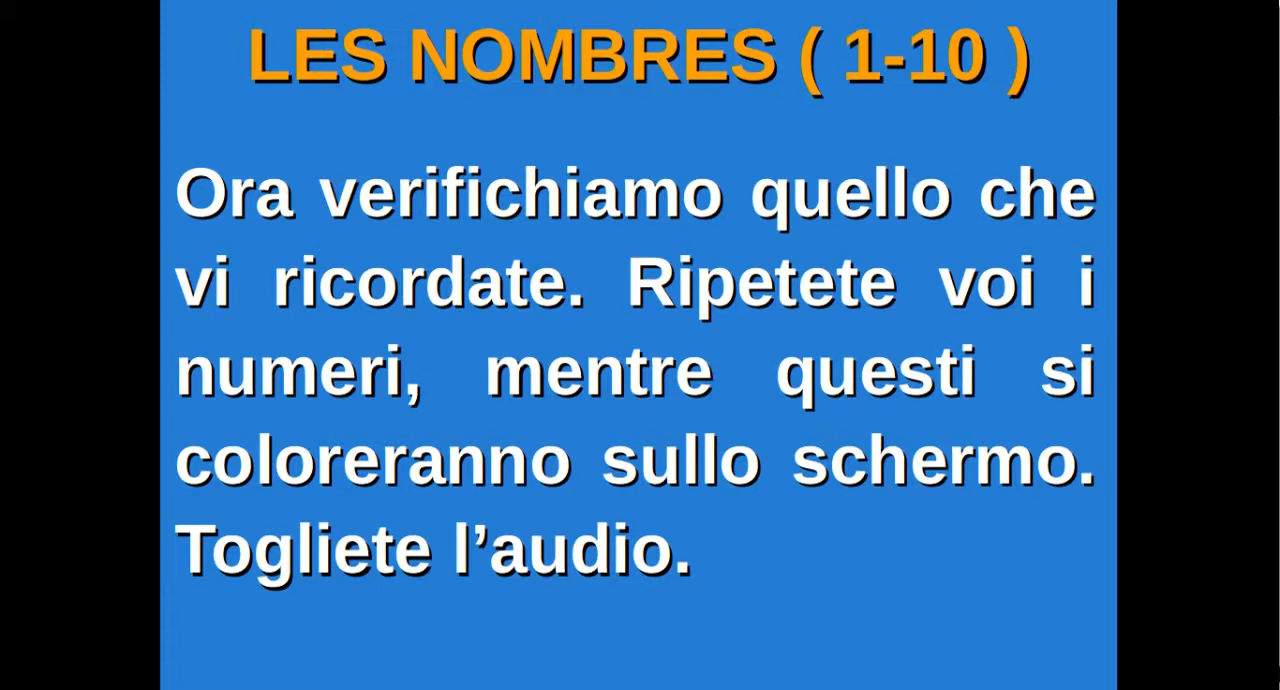 LES NOMBRES ( 1-10 )
Ora verifichiamo quello che
vi ricordate. Ripetete voi i
numeri, mentre questi si
coloreranno sullo schermo.
Togliete l’audio.